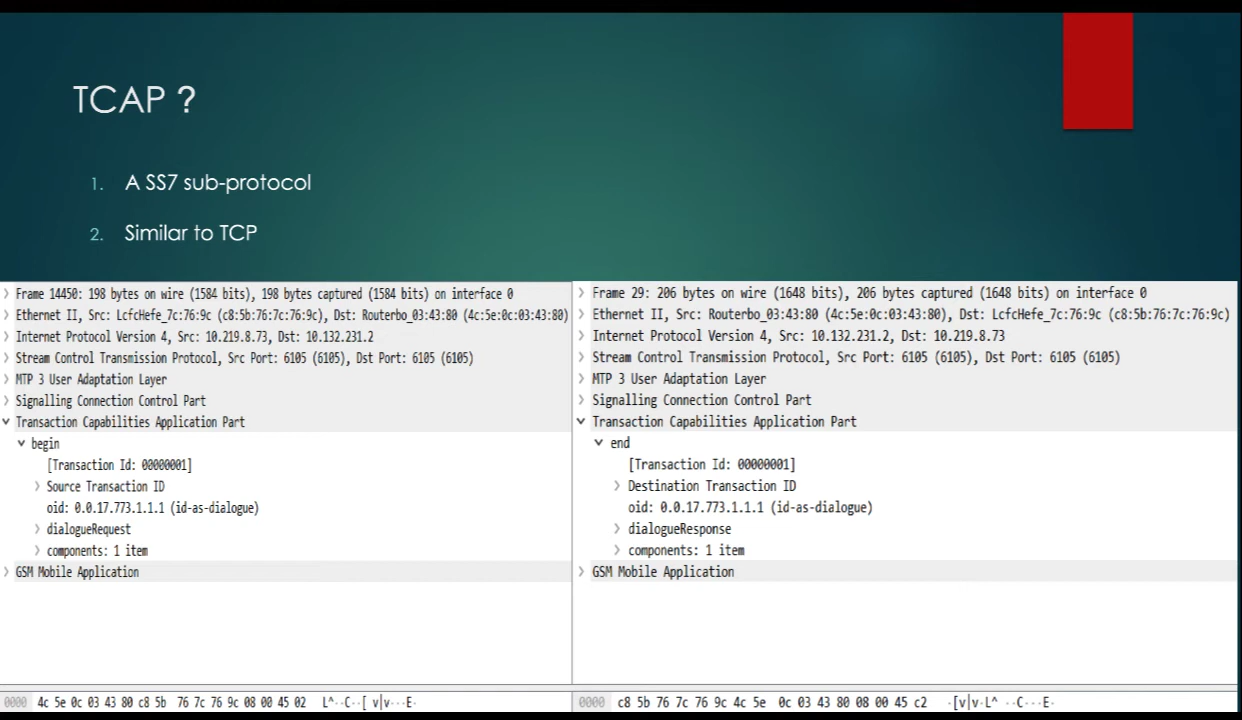 TCAP ?
1. A SS7 sub-protocol
2. Similar to TCP
Frame 14450: 198 bytes on wire (1584 bits), 198 bytes captured (1584 bits) on interface 0
Ethernet II, Src: LcfcHefe_7c:76:9c (c8:5b:76:7c:76:9c), Dst: Routerbo_03:43:80 (4c:5e:0c:03:43:80)
Internet Protocol Version 4, Src: 10.219.8.73, Dst: 10.132.231.2
Stream Control Transmission Protocol, Src Port: 6105 (6105), Dst Port: 6105 (6105)
MTP 3 User Adaptation Layer
Signalling Connection Control Part
Transaction Capabilities Application Part
begin
[Transaction Id: 00000001]
Source Transaction ID
oid: 0.0.17.773.1.1.1 (id-as-dialogue)
dialogueRequest
components: 1 item
GSM Mobile Application
0000 4c 5e 0c 03 43 80 c8 5b 76 7c 76 9c 08 00 45 02 L^··C··[ v|v···E·
Frame 29: 206 bytes on wire (1648 bits), 206 bytes captured (1648 bits) on interface 0
Ethernet II, Src: Routerbo_03:43:80 (4c:5e:0c:03:43:80), Dst: LcfcHefe_7c:76:9c (c8:5b:76:7c:76:9c)
Internet Protocol Version 4, Src: 10.132.231.2, Dst: 10.219.8.73
Stream Control Transmission Protocol, Src Port: 6105 (6105), Dst Port: 6105 (6105)
MTP 3 User Adaptation Layer
Signalling Connection Control Part
Transaction Capabilities Application Part
end
[Transaction Id: 00000001]
Destination Transaction ID
oid: 0.0.17.773.1.1.1 (id-as-dialogue)
dialogueResponse
components: 1 item
GSM Mobile Application
0000 c8 5b 76 7c 76 9c 4c 5e 0c 03 43 80 08 00 45 c2 ·[v|v·L^ ··C···E·